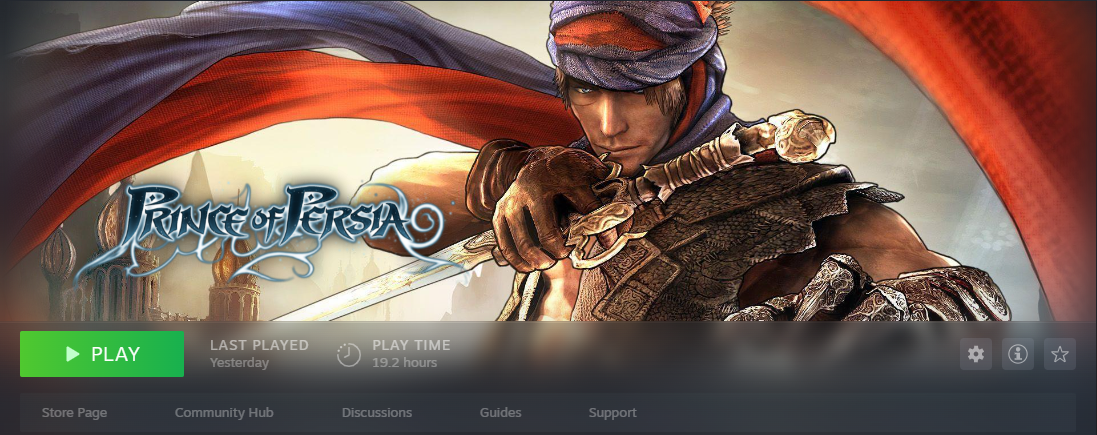 PRINCE OF PERSIA
PLAY
LAST PLAYED
Yesterday
PLAY TIME
19.2 hours
Store Page
Community Hub
Discussions
Guides
Support